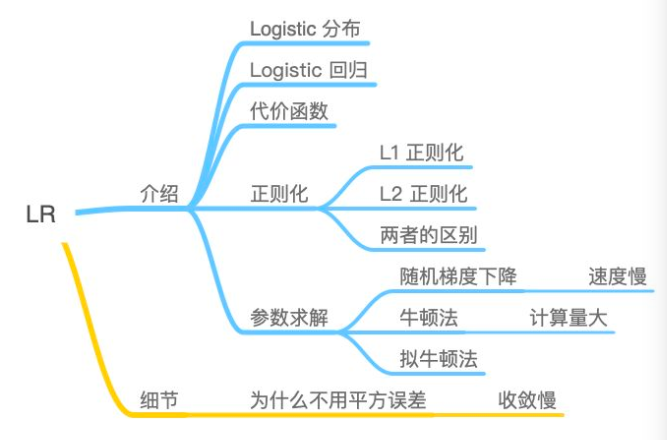 Logistic 分布
Logistic 回归
代价函数
L1 正则化
介绍
正则化
L2 正则化
LR
两者的区别
随机梯度下降
速度慢
参数求解
牛顿法
计算量大
拟牛顿法
细节
为什么不用平方误差
收敛慢